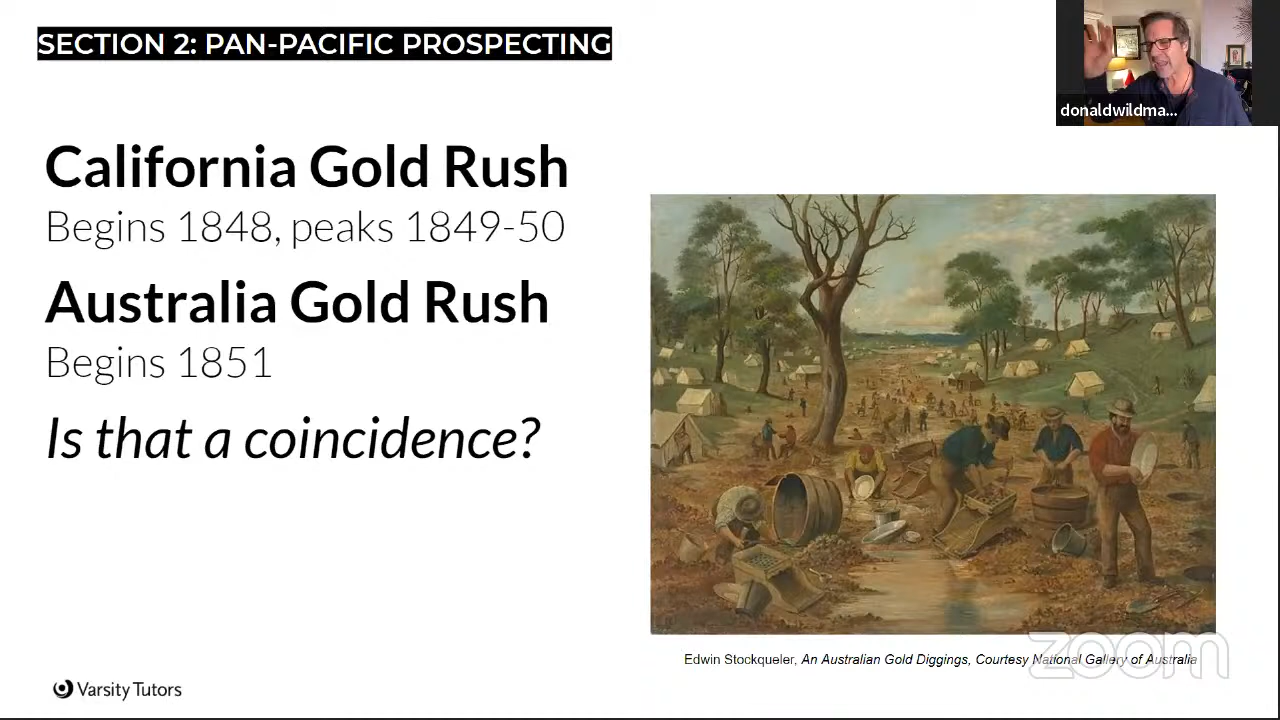 SECTION 2: PAN-PACIFIC PROSPECTING
donaldwildma...
California Gold Rush
Begins 1848, peaks 1849-50
Australia Gold Rush
Begins 1851
Is that a coincidence?
Edwin Stockqueler, An Australian Gold Diggings, Courtesy National Gallery of Australia
zoom
Varsity Tutors